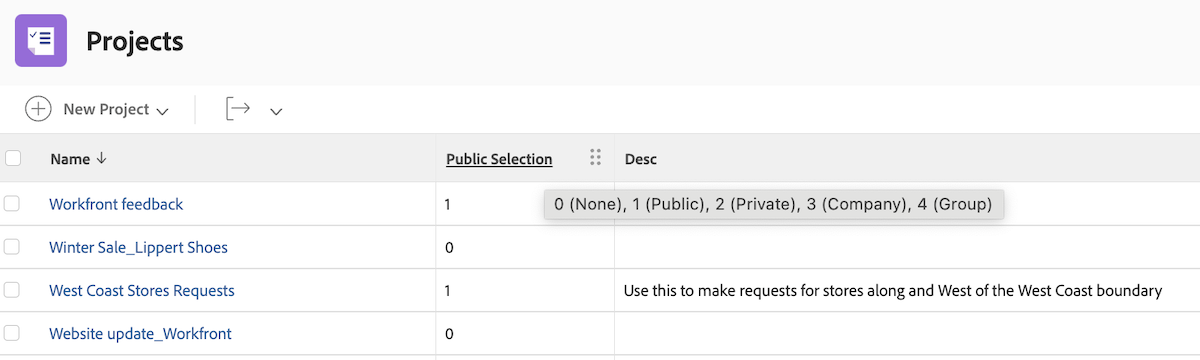 Projects
New Project
Name Public Selection Desc
Workfront feedback 1 0 (None), 1 (Public), 2 (Private), 3 (Company), 4 (Group)
Winter Sale_Lippert Shoes 0
West Coast Stores Requests 1 Use this to make requests for stores along and West of the West Coast boundary
Website update_Workfront 0